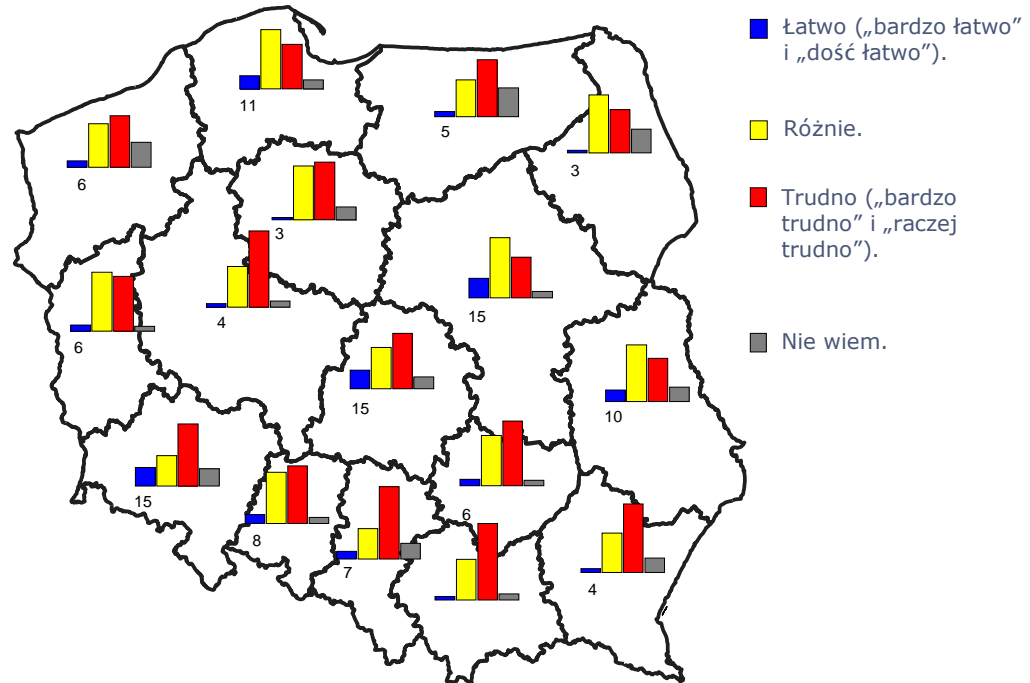 Łatwo („bardzo łatwo”
i „dość łatwo”).
Różnie.
Trudno („bardzo
trudno” i „raczej
trudno”).
Nie wiem.
11
5
6
3
3
4
15
6
15
10
15
6
8
7
4